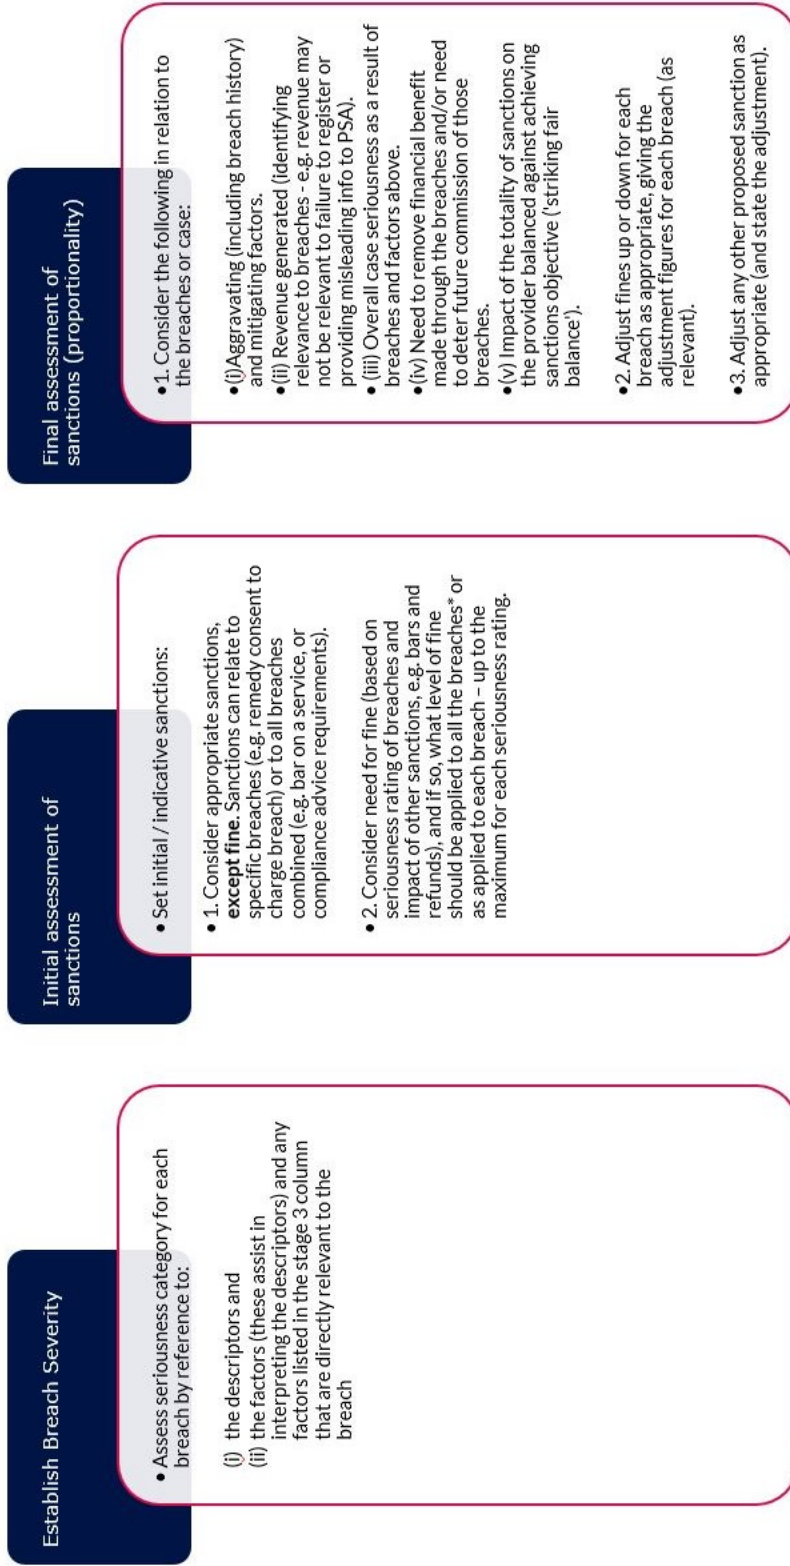 Establish Breach Severity
• Assess seriousness category for each
breach by reference to:
(i) the descriptors and
(ii) the factors (these assist in
interpreting the descriptors) and any
factors listed in the stage 3 column
that are directly relevant to the
breach
Initial assessment of
sanctions
• Set initial / indicative sanctions:
• 1. Consider appropriate sanctions,
except fine. Sanctions can relate to
specific breaches (e.g. remedy consent to
charge breach) or to all breaches
combined (e.g. bar on a service, or
compliance advice requirements).
• 2. Consider need for fine (based on
seriousness rating of breaches and
impact of other sanctions, e.g. bars and
refunds), and if so, what level of fine
should be applied to all the breaches* or
as applied to each breach – up to the
maximum for each seriousness rating.
Final assessment of
sanctions (proportionality)
•1. Consider the following in relation to
the breaches or case:
•(i)Aggravating (including breach history)
and mitigating factors.
•(ii) Revenue generated (identifying
relevance to breaches - e.g. revenue may
not be relevant to failure to register or
providing misleading info to PSA).
• (iii) Overall case seriousness as a result of
breaches and factors above.
•(iv) Need to remove financial benefit
made through the breaches and/or need
to deter future commission of those
breaches.
•(v) Impact of the totality of sanctions on
the provider balanced against achieving
sanctions objective ('striking fair
balance').
•2. Adjust fines up or down for each
breach as appropriate, giving the
adjustment figures for each breach (as
relevant).
•3. Adjust any other proposed sanction as
appropriate (and state the adjustment).